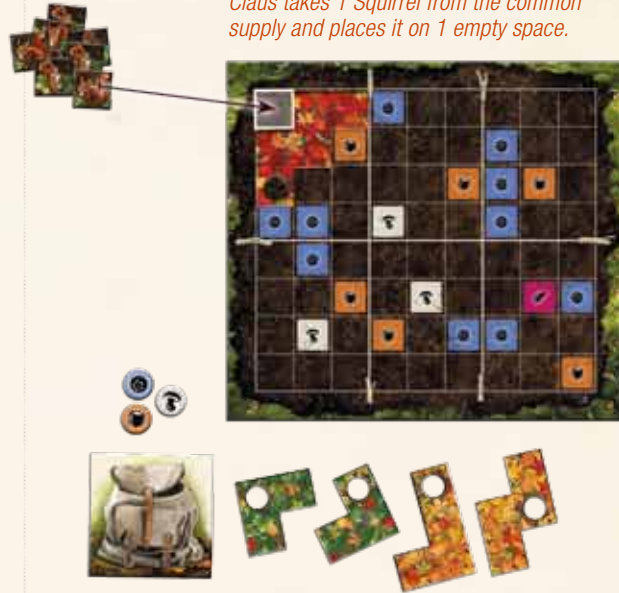 Claus takes 1 Squirrel from the common
supply and places it on 1 empty space.